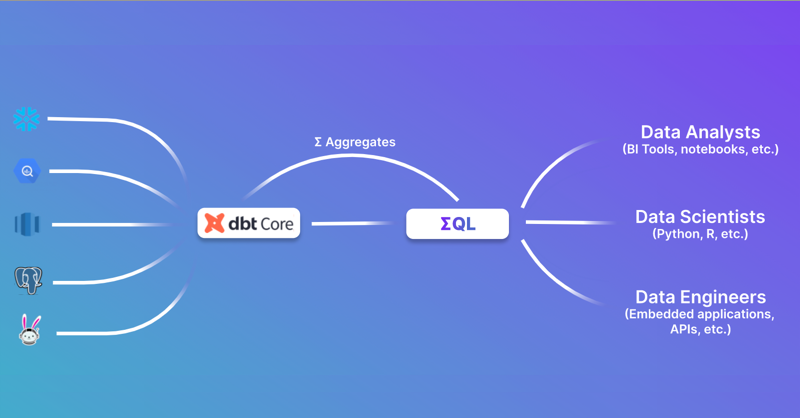 Σ Aggregates
dbt Core
ΣQL
Data Analysts
(BI Tools, notebooks, etc.)
Data Scientists
(Python, R, etc.)
Data Engineers
(Embedded applications,
APIs, etc.)